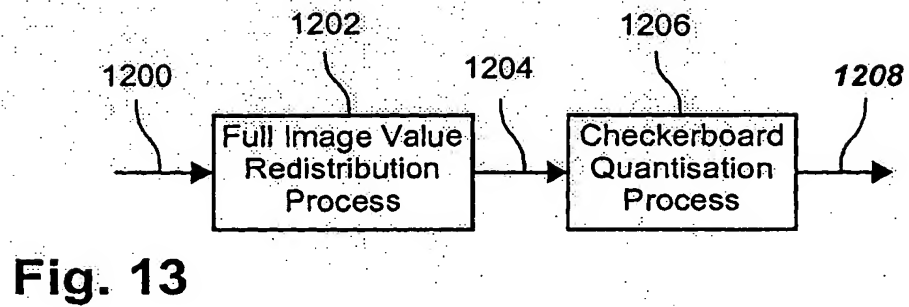 1202
1206
1200
1204
1208
Full Image Value
Redistribution
Process
Checkerboard
Quantisation
Process
Fig. 13